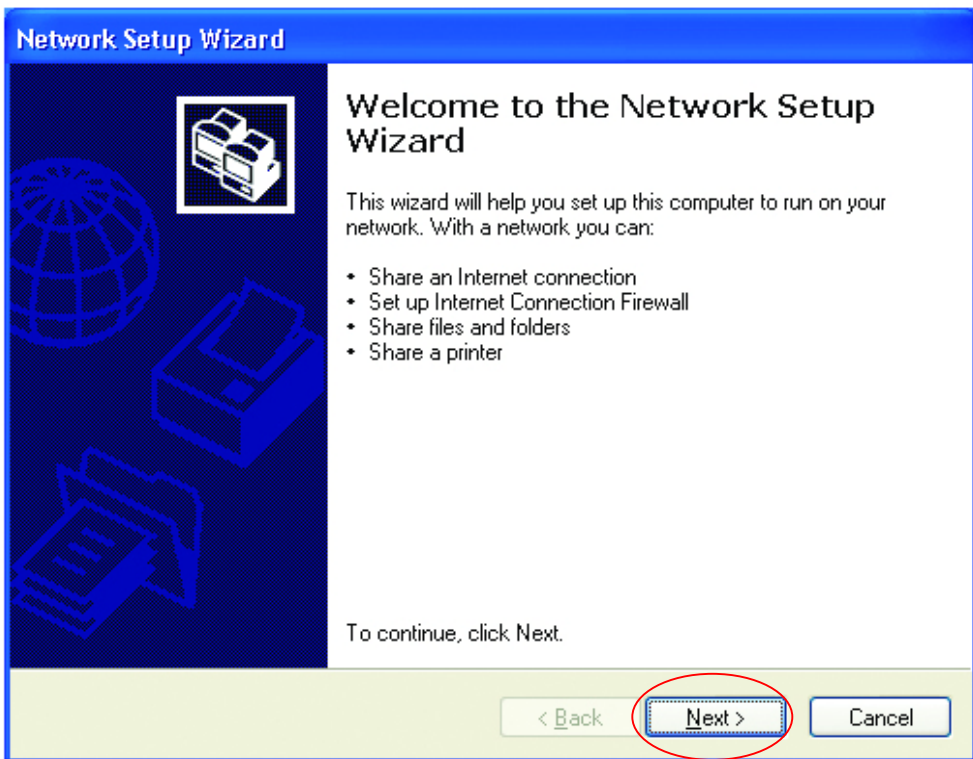 Network Setup Wizard
Welcome to the Network Setup
Wizard
This wizard will help you set up this computer to run on your
network. With a network you can:
• Share an Internet connection
• Set up Internet Connection Firewall
• Share files and folders
• Share a printer
To continue, click Next.
< Back Next > Cancel